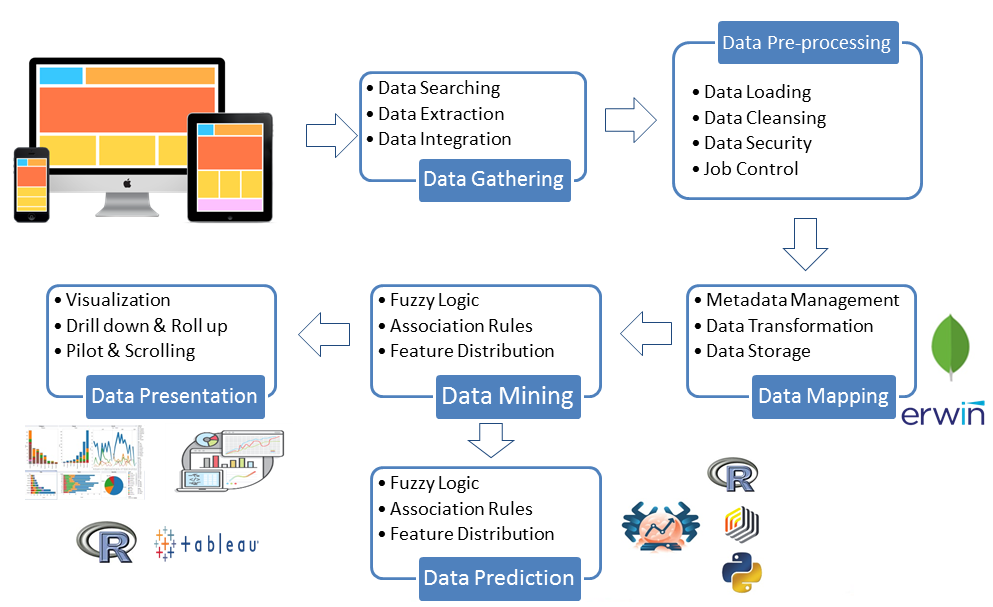 • Data Searching
• Data Extraction
• Data Integration
Data Gathering
Data Pre-processing
• Data Loading
• Data Cleansing
• Data Security
• Job Control
• Metadata Management
• Data Transformation
• Data Storage
Data Mapping
erwin
• Fuzzy Logic
• Association Rules
• Feature Distribution
Data Mining
• Visualization
• Drill down & Roll up
• Pilot & Scrolling
Data Presentation
R
tableau
• Fuzzy Logic
• Association Rules
• Feature Distribution
Data Prediction
R